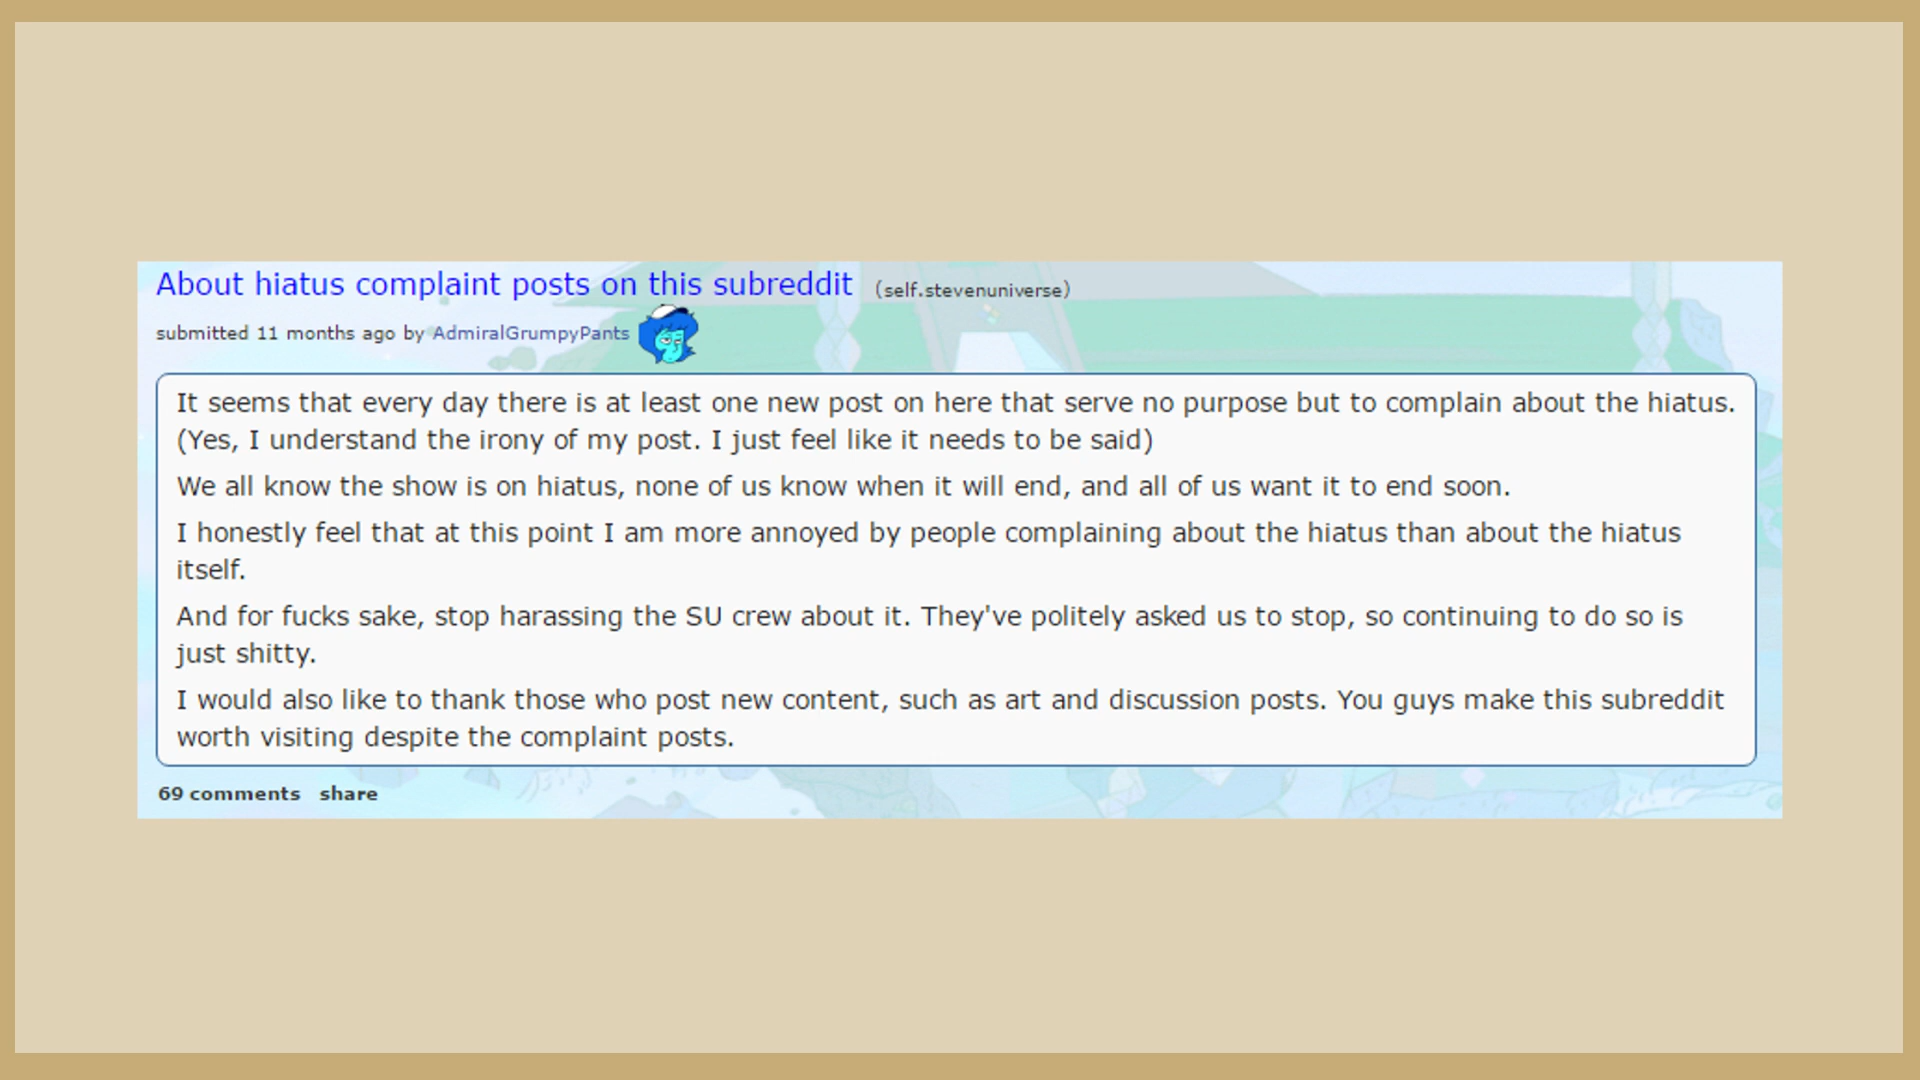 About hiatus complaint posts on this subreddit (self.stevenuniverse)
submitted 11 months ago by AdmiralGrumpyPants
It seems that every day there is at least one new post on here that serve no purpose but to complain about the hiatus.
(Yes, I understand the irony of my post. I just feel like it needs to be said)
We all know the show is on hiatus, none of us know when it will end, and all of us want it to end soon.
I honestly feel that at this point I am more annoyed by people complaining about the hiatus than about the hiatus
itself.
And for fucks sake, stop harassing the SU crew about it. They've politely asked us to stop, so continuing to do so is
just shitty.
I would also like to thank those who post new content, such as art and discussion posts. You guys make this subreddit
worth visiting despite the complaint posts.
69 comments share